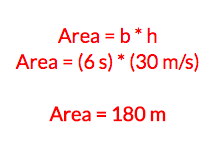 Area = b * h
Area = (6 s) * (30 m/s)
Area = 180 m